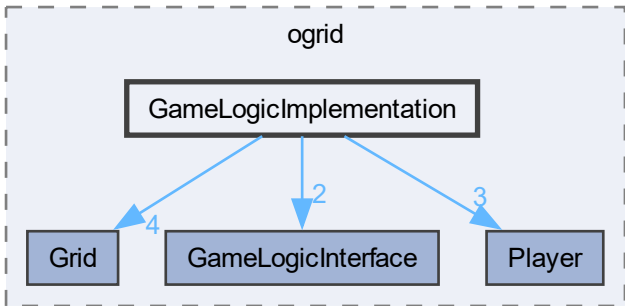 ogrid
GameLogicImplementation
4
2
3
Grid
GameLogicInterface
Player